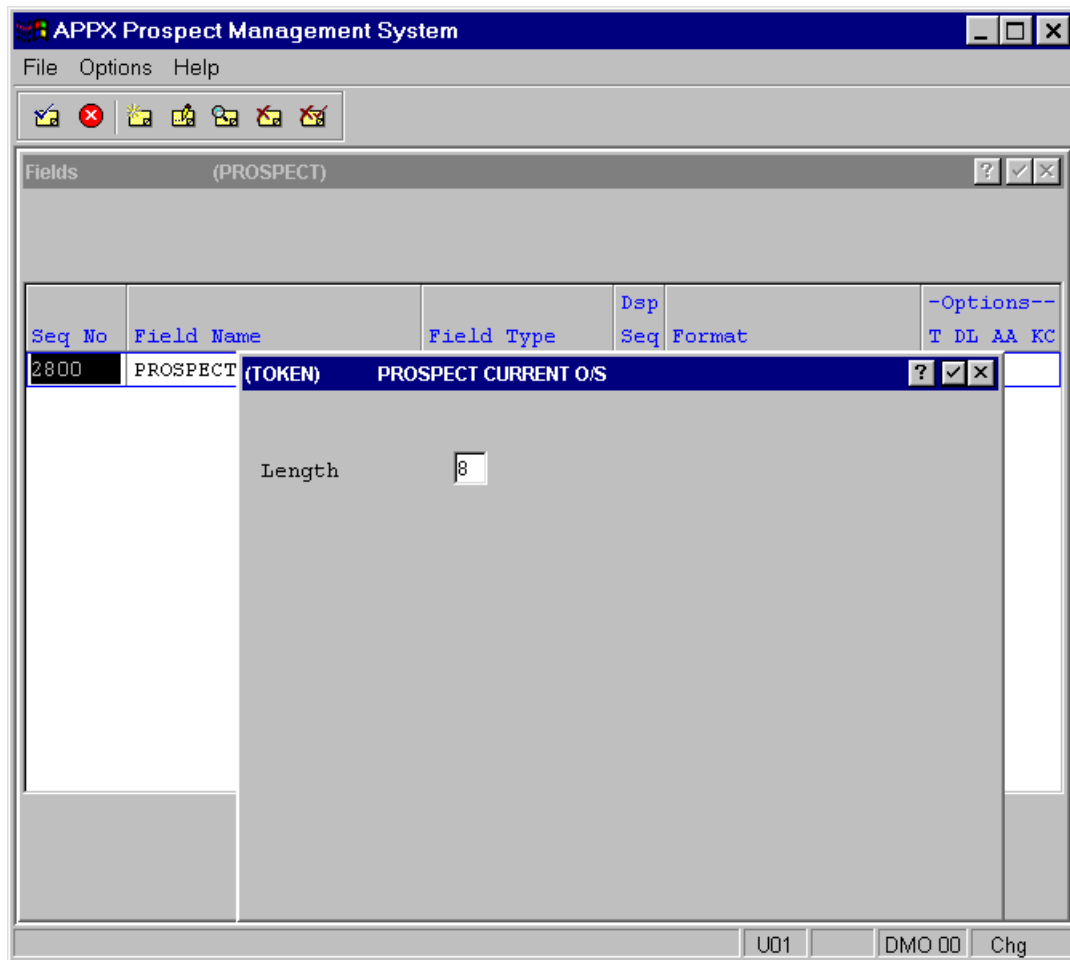 APPX Prospect Management System
File Options Help
Fields (PROSPECT)
Dsp -Options--
Seq No Field Name Field Type Seq Format T DL AA KC
2800 PROSPECT
(TOKEN) PROSPECT CURRENT O/S
Length 8
U01 DMO 00 Chg